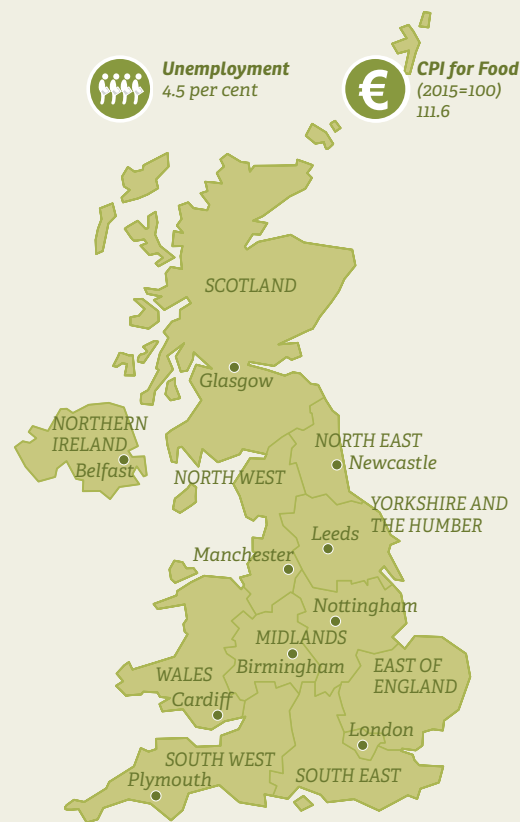 Unemployment
4.5 per cent
€
CPI for Food
(2015=100)
111.6
SCOTLAND
Glasgow
NORTHERN
IRELAND
Belfast
NORTH EAST
Newcastle
NORTH WEST
YORKSHIRE AND
THE HUMBER
Leeds
Manchester
Nottingham
MIDLANDS
Birmingham
WALES
Cardiff
EAST OF
ENGLAND
London
SOUTH WEST
Plymouth
SOUTH EAST